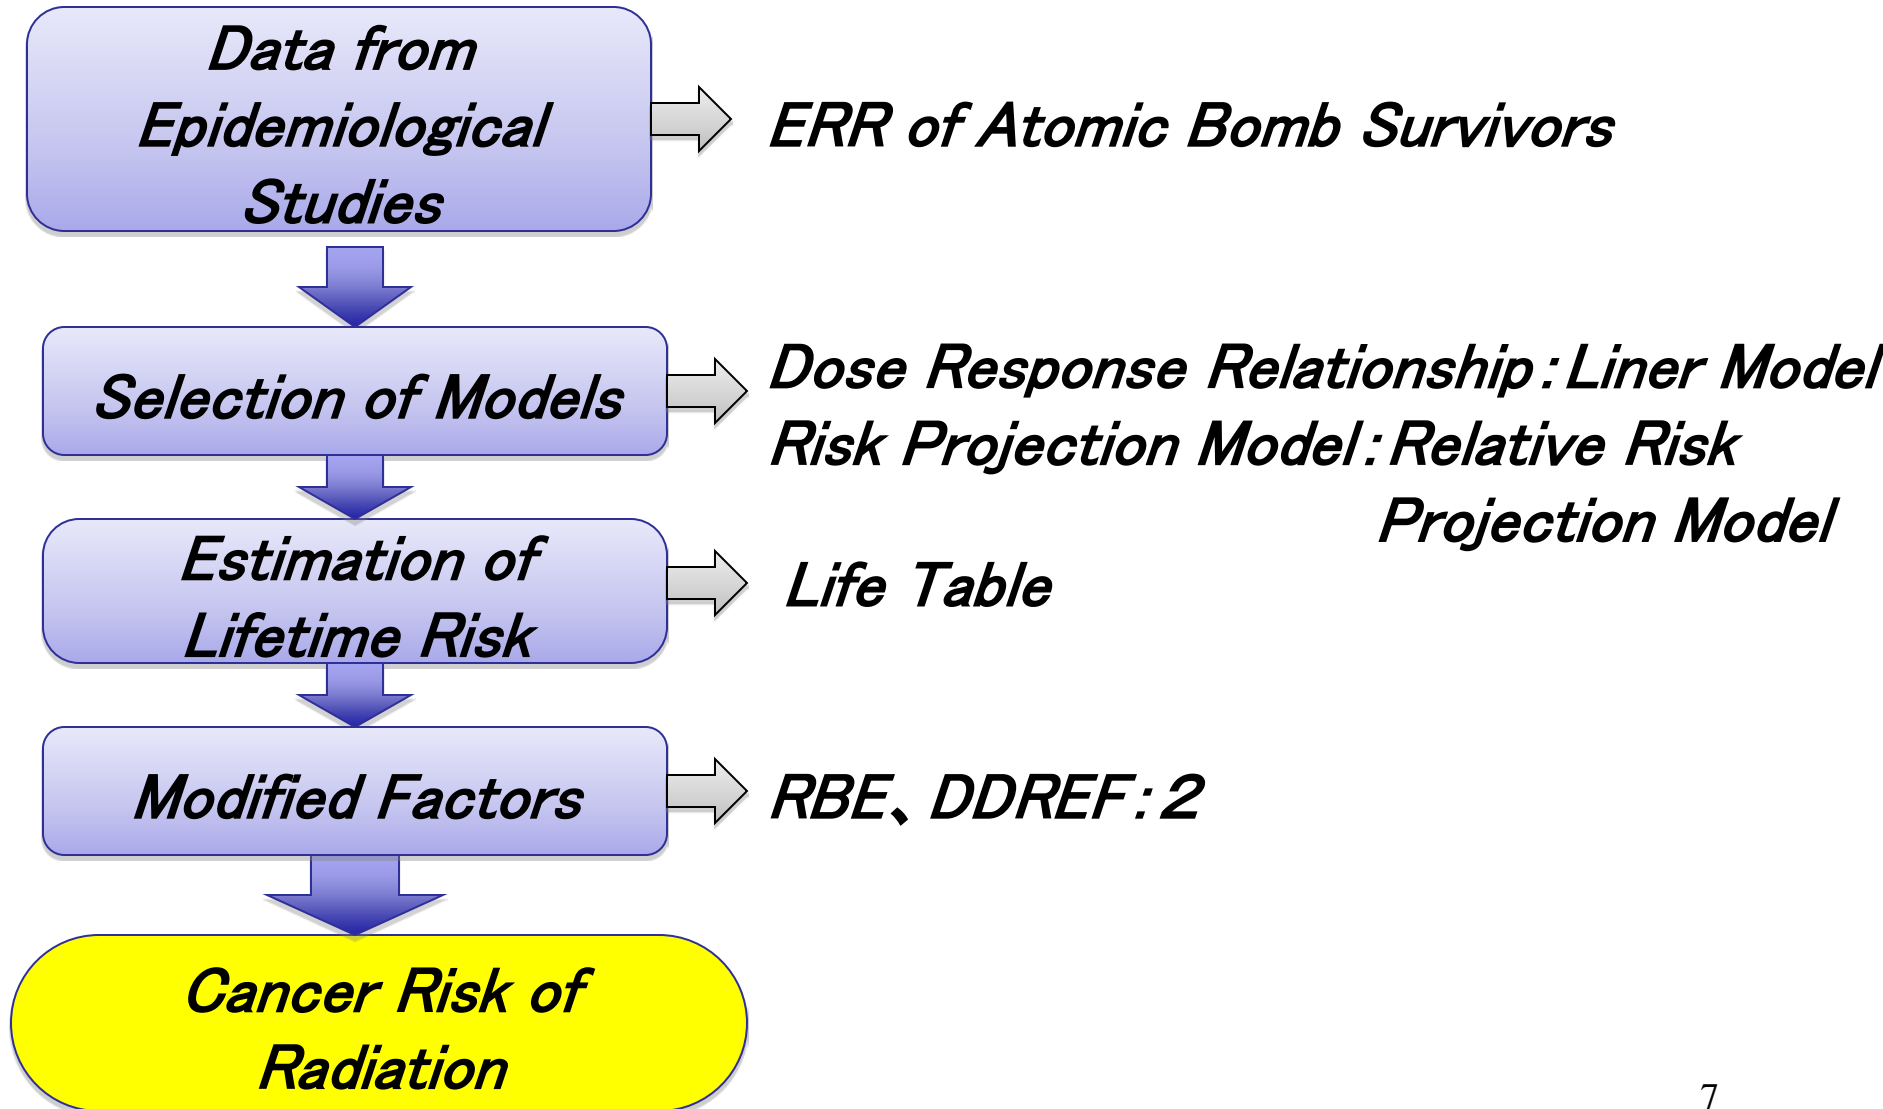 Data from
Epidemiological
Studies
ERR of Atomic Bomb Survivors
Selection of Models
Dose Response Relationship：Liner Model
Risk Projection Model：Relative Risk
Projection Model
Estimation of
Lifetime Risk
Life Table
Modified Factors
RBE、DDREF：２
Cancer Risk of
Radiation
7